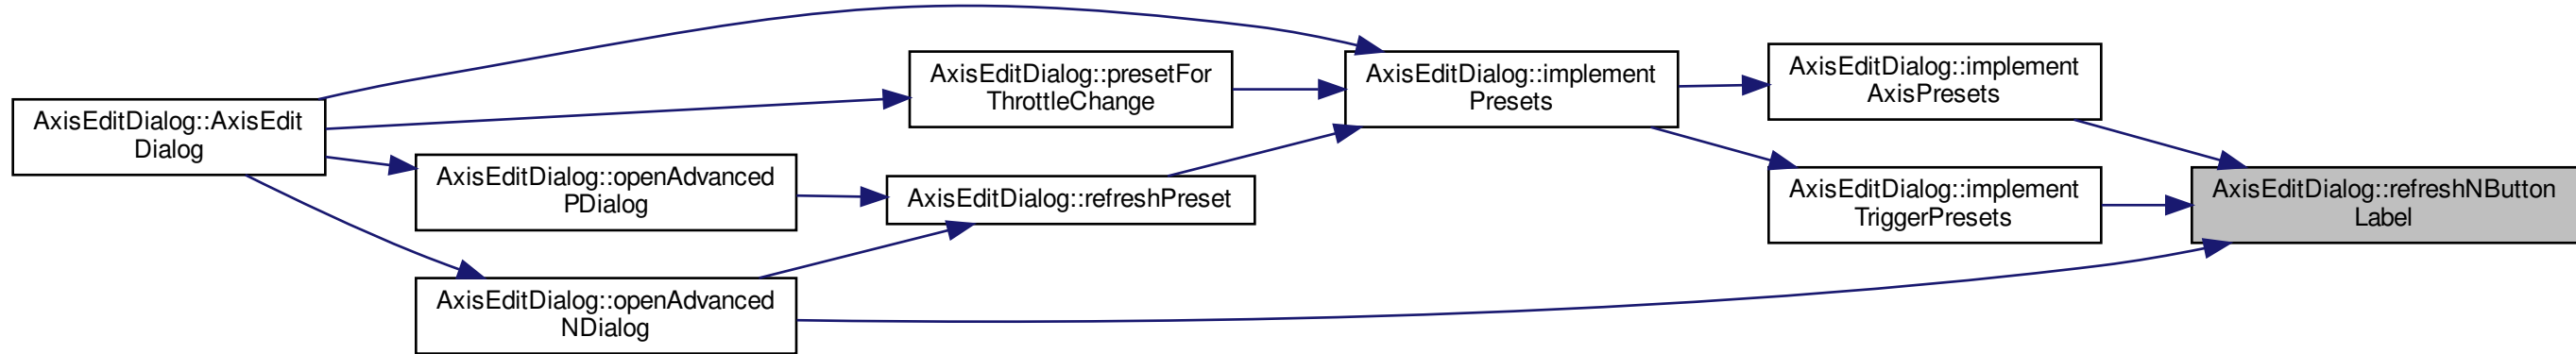 AxisEditDialog::AxisEdit
Dialog
AxisEditDialog::presetFor
ThrottleChange
AxisEditDialog::openAdvanced
PDialog
AxisEditDialog::openAdvanced
NDialog
AxisEditDialog::refreshPreset
AxisEditDialog::implement
Presets
AxisEditDialog::implement
AxisPresets
AxisEditDialog::implement
TriggerPresets
AxisEditDialog::refreshNButton
Label